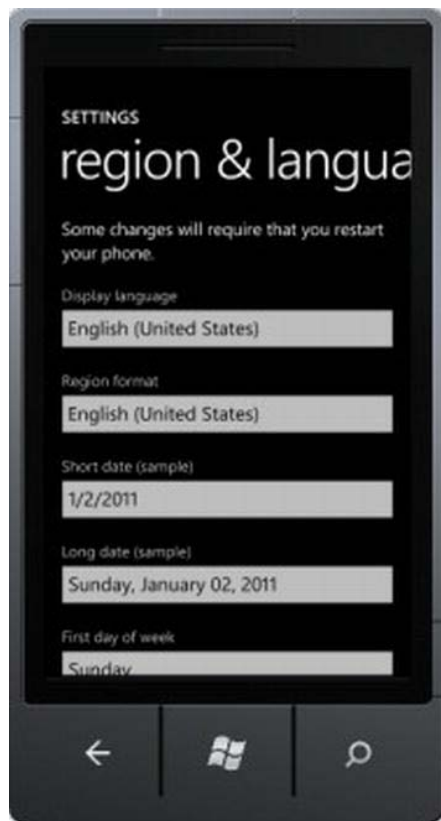 SETTINGS
region & langua
Some changes will require that you restart
your phone.
Display language
English (United States)
Region format
English (United States)
Short date (sample)
1/2/2011
Long date (sample)
Sunday, January 02, 2011
First day of week
Sunday